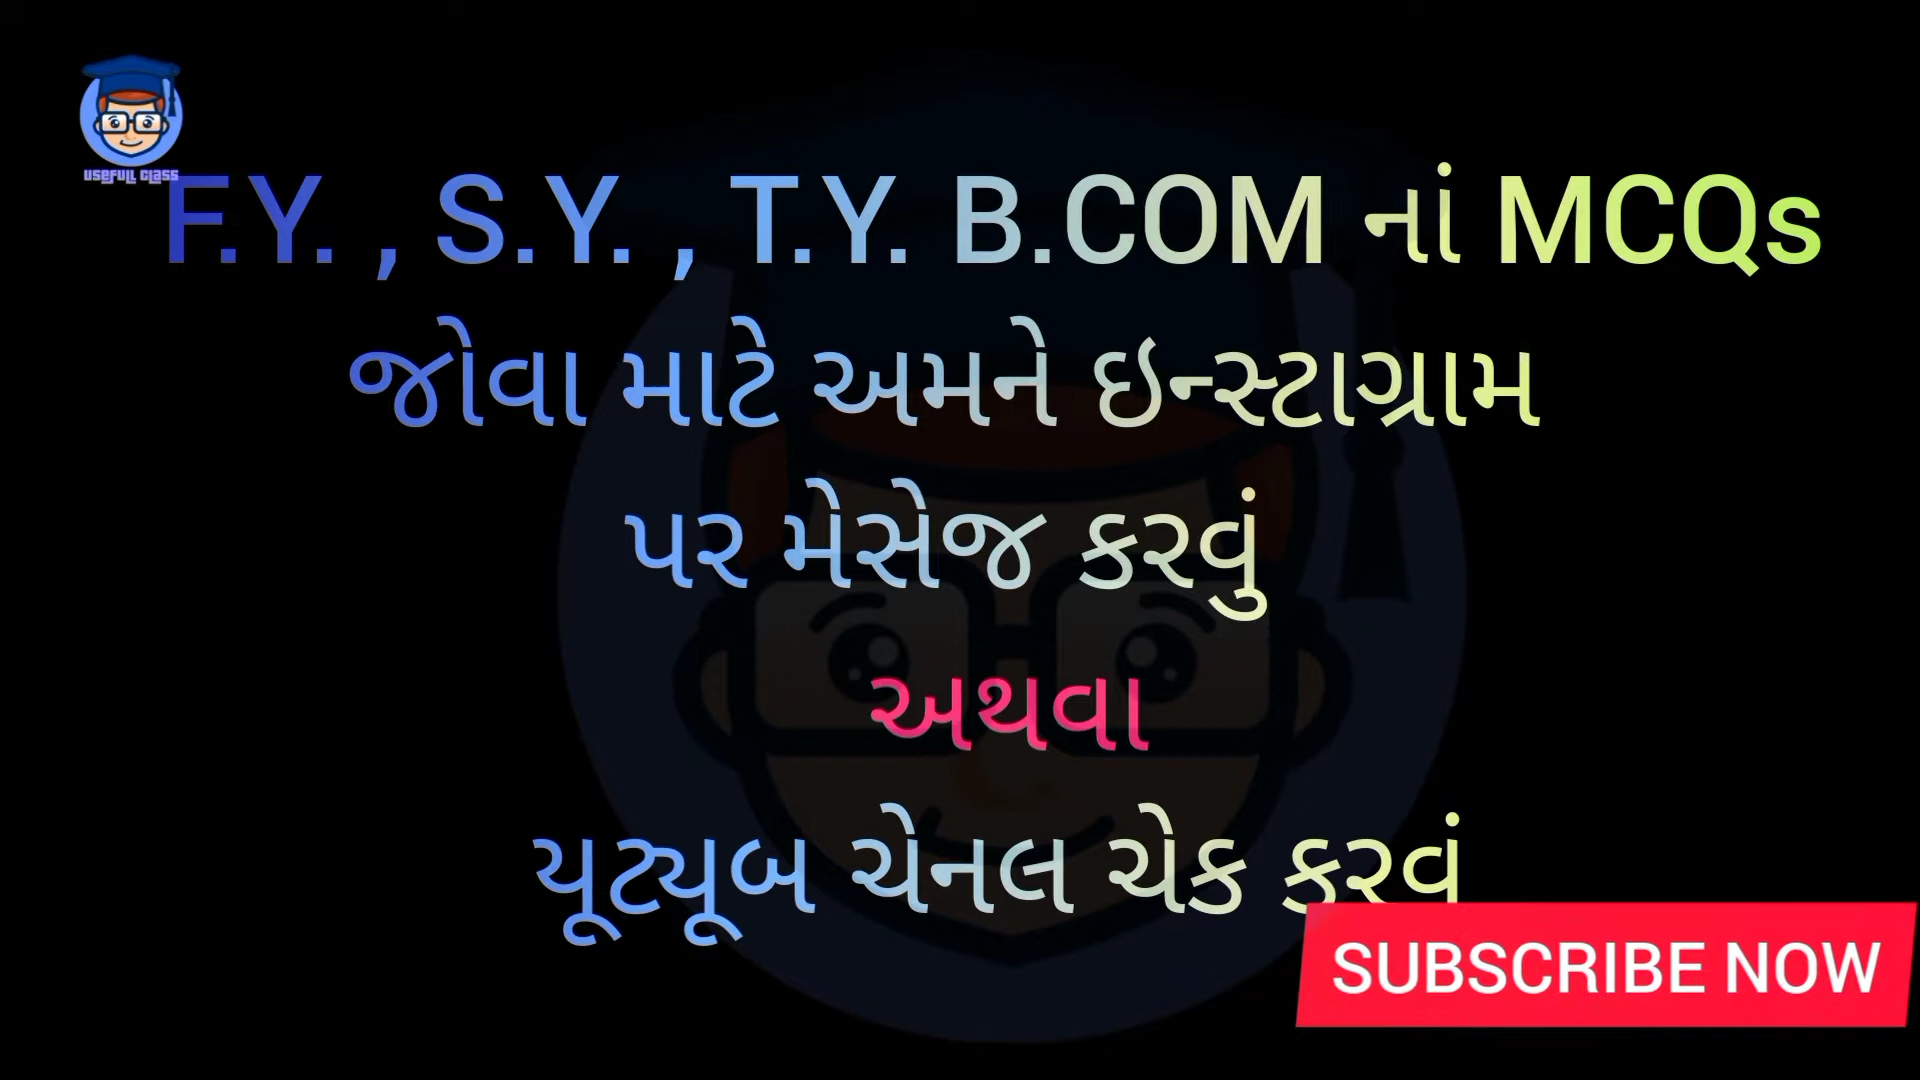 USEFULL CLASS
F.Y. , S.Y. , T.Y. B.COM નાં MCQs
જોવા માટે અમને ઇન્સ્ટાગ્રામ
પર મેસેજ કરવું
અથવા
યૂટ્યૂબ ચેનલ ચેક કરવું
SUBSCRIBE NOW